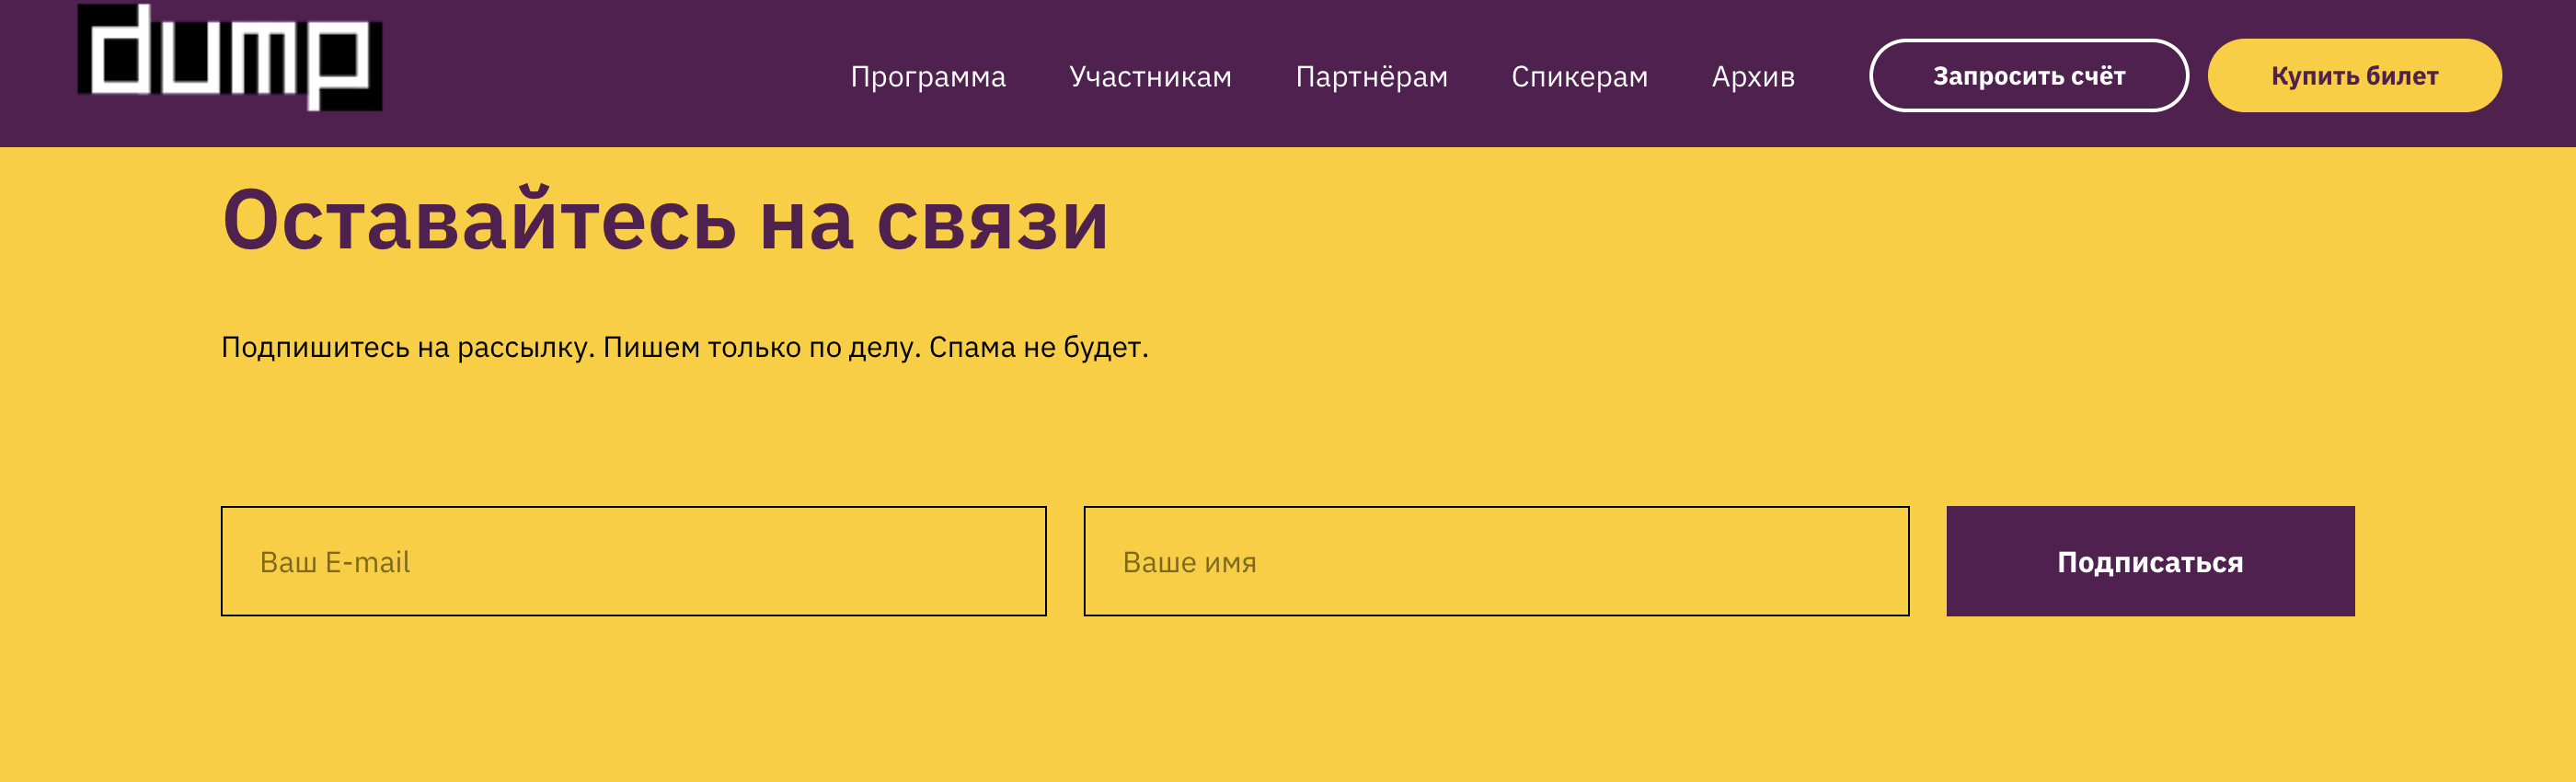 dump
Программа Участникам Партнёрам Спикерам Архив Запросить счёт Купить билет
Оставайтесь на связи
Подпишитесь на рассылку. Пишем только по делу. Спама не будет.
Ваш E-mail Ваше имя Подписаться